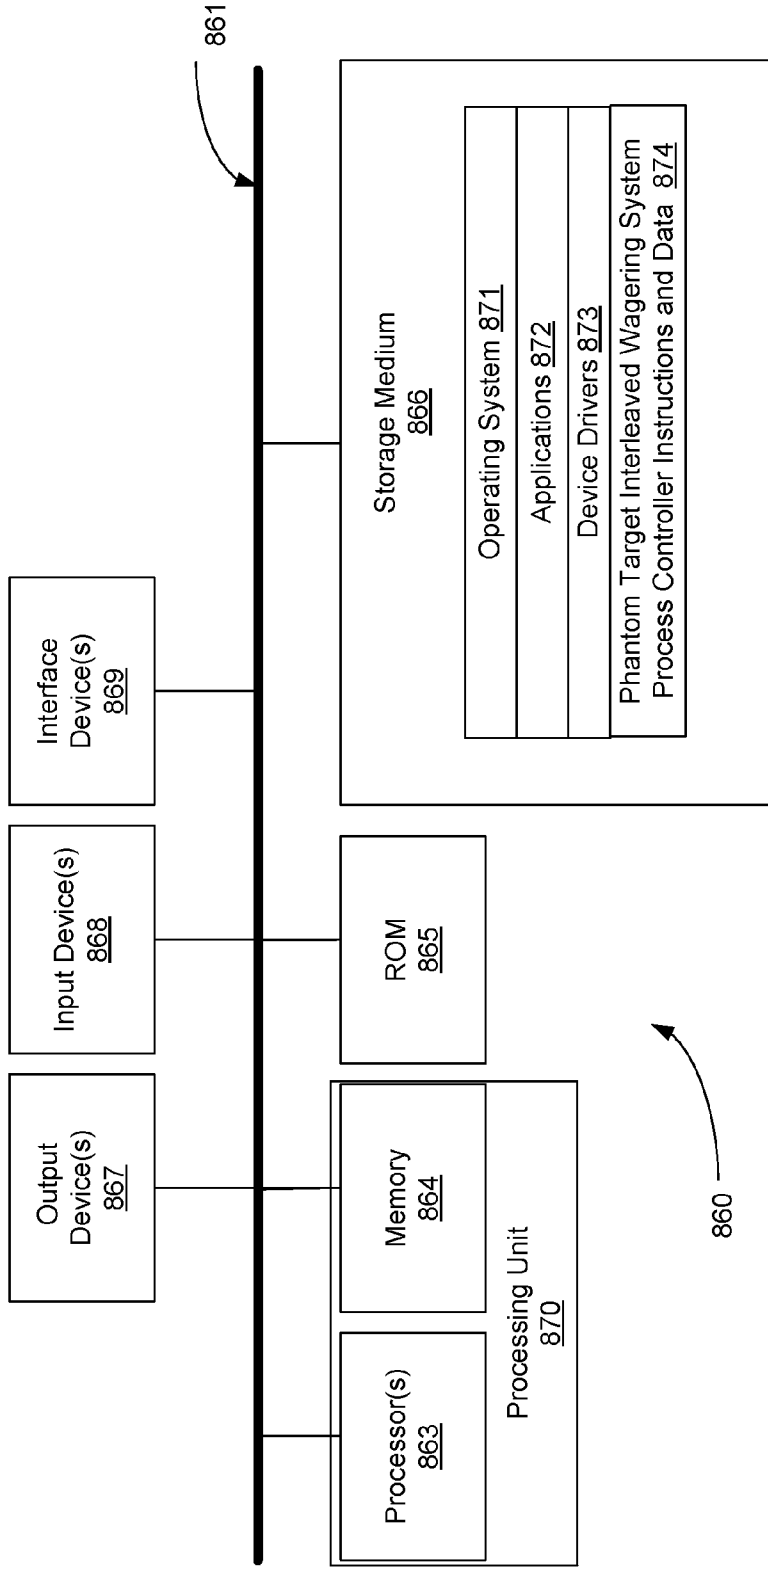 Output
Device(s)
867
Input Device(s)
868
Interface
Device(s)
869
861
Processor(s)
863
Memory
864
Processing Unit
870
ROM
865
Storage Medium
866
Operating System 871
Applications 872
Device Drivers 873
Phantom Target Interleaved Wagering System
Process Controller Instructions and Data 874
860